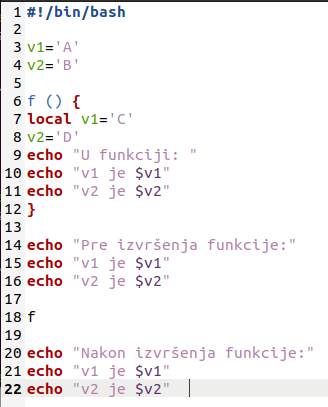 1 #!/bin/bash
2
3 v1='A'
4 v2='B'
5
6 f () {
7 local v1='C'
8 v2='D'
9 echo "U funkciji: "
10 echo "v1 je $v1"
11 echo "v2 je $v2"
12 }
13
14 echo "Pre izvršenja funkcije:"
15 echo "v1 je $v1"
16 echo "v2 je $v2"
17
18 f
19
20 echo "Nakon izvršenja funkcije:"
21 echo "v1 je $v1"
22 echo "v2 je $v2"